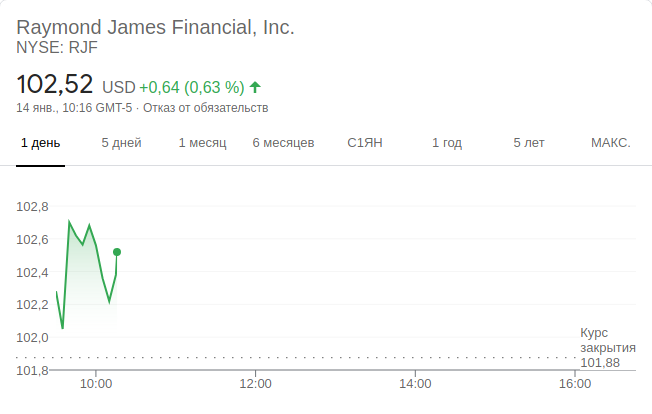 Raymond James Financial, Inc.
NYSE: RJF
102,52 USD +0,64 (0,63 %)
14 янв., 10:16 GMT-5 · Отказ от обязательств
1 день 5 дней 1 месяц 6 месяцев С1ЯН 1 год 5 лет МАКС.
102,8
102,6
102,4
102,2
102,0
101,8
Курс
закрытия
101,88
10:00 12:00 14:00 16:00